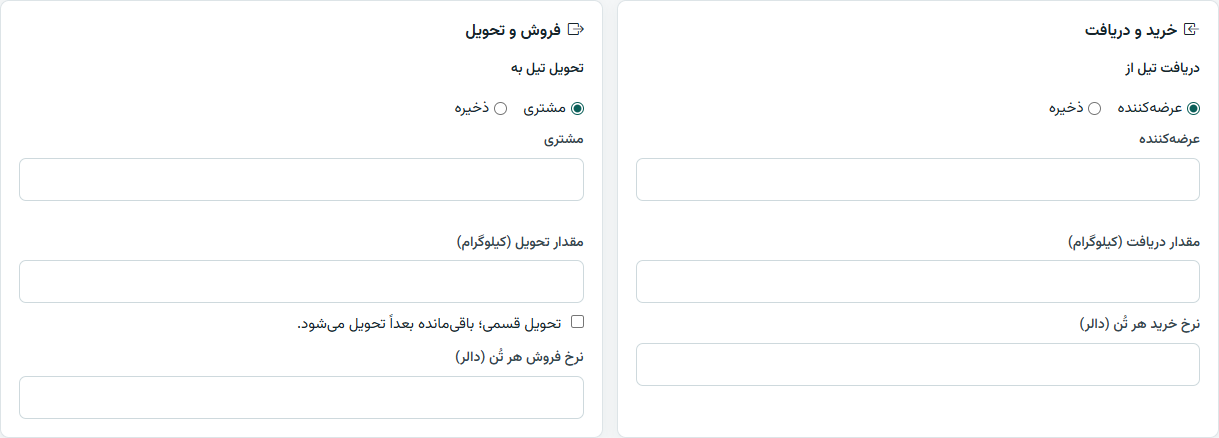 خرید و دریافت
دریافت تیل از
عرضه‌کننده ذخیره
عرضه‌کننده
مقدار دریافت (کیلوگرام)
نرخ خرید هر تُن (دالر)
فروش و تحویل
تحویل تیل به
مشتری ذخیره
مشتری
مقدار تحویل (کیلوگرام)
تحویل قسمی؛ باقی‌مانده بعداً تحویل می‌شود.
نرخ فروش هر تُن (دالر)